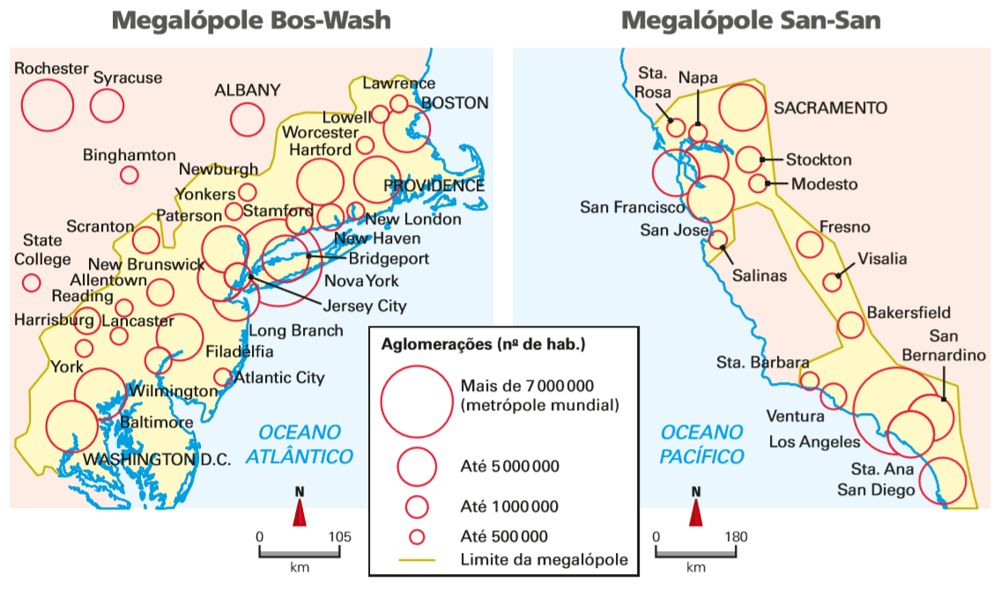 Megalópole Bos-Wash
Rochester
Syracuse
ALBANY
Lawrence
BOSTON
Lowell
Worcester
Hartford
Binghamton
Newburgh
PROVIDENCE
Yonkers
Paterson
Stamford
New London
Scranton
New Haven
State
College
Bridgeport
New Brunswick
Nova York
Allentown
Reading
Jersey City
Harrisburg
Lancaster
Long Branch
Filadélfia
York
Atlantic City
Wilmington
Baltimore
WASHINGTON D.C.
OCEANO
ATLÂNTICO
N
0 105
km
Megalópole San-San
Sta.
Rosa
Napa
SACRAMENTO
Stockton
Modesto
San Francisco
San Jose
Fresno
Salinas
Visalia
Bakersfield
San
Bernardino
Sta. Barbara
Ventura
Los Angeles
OCEANO
PACÍFICO
Sta. Ana
San Diego
N
0 180
km
Aglomerações (nº de hab.)
Mais de 7 000 000
(metrópole mundial)
Até 5 000 000
Até 1 000 000
Até 500 000
Limite da megalópole